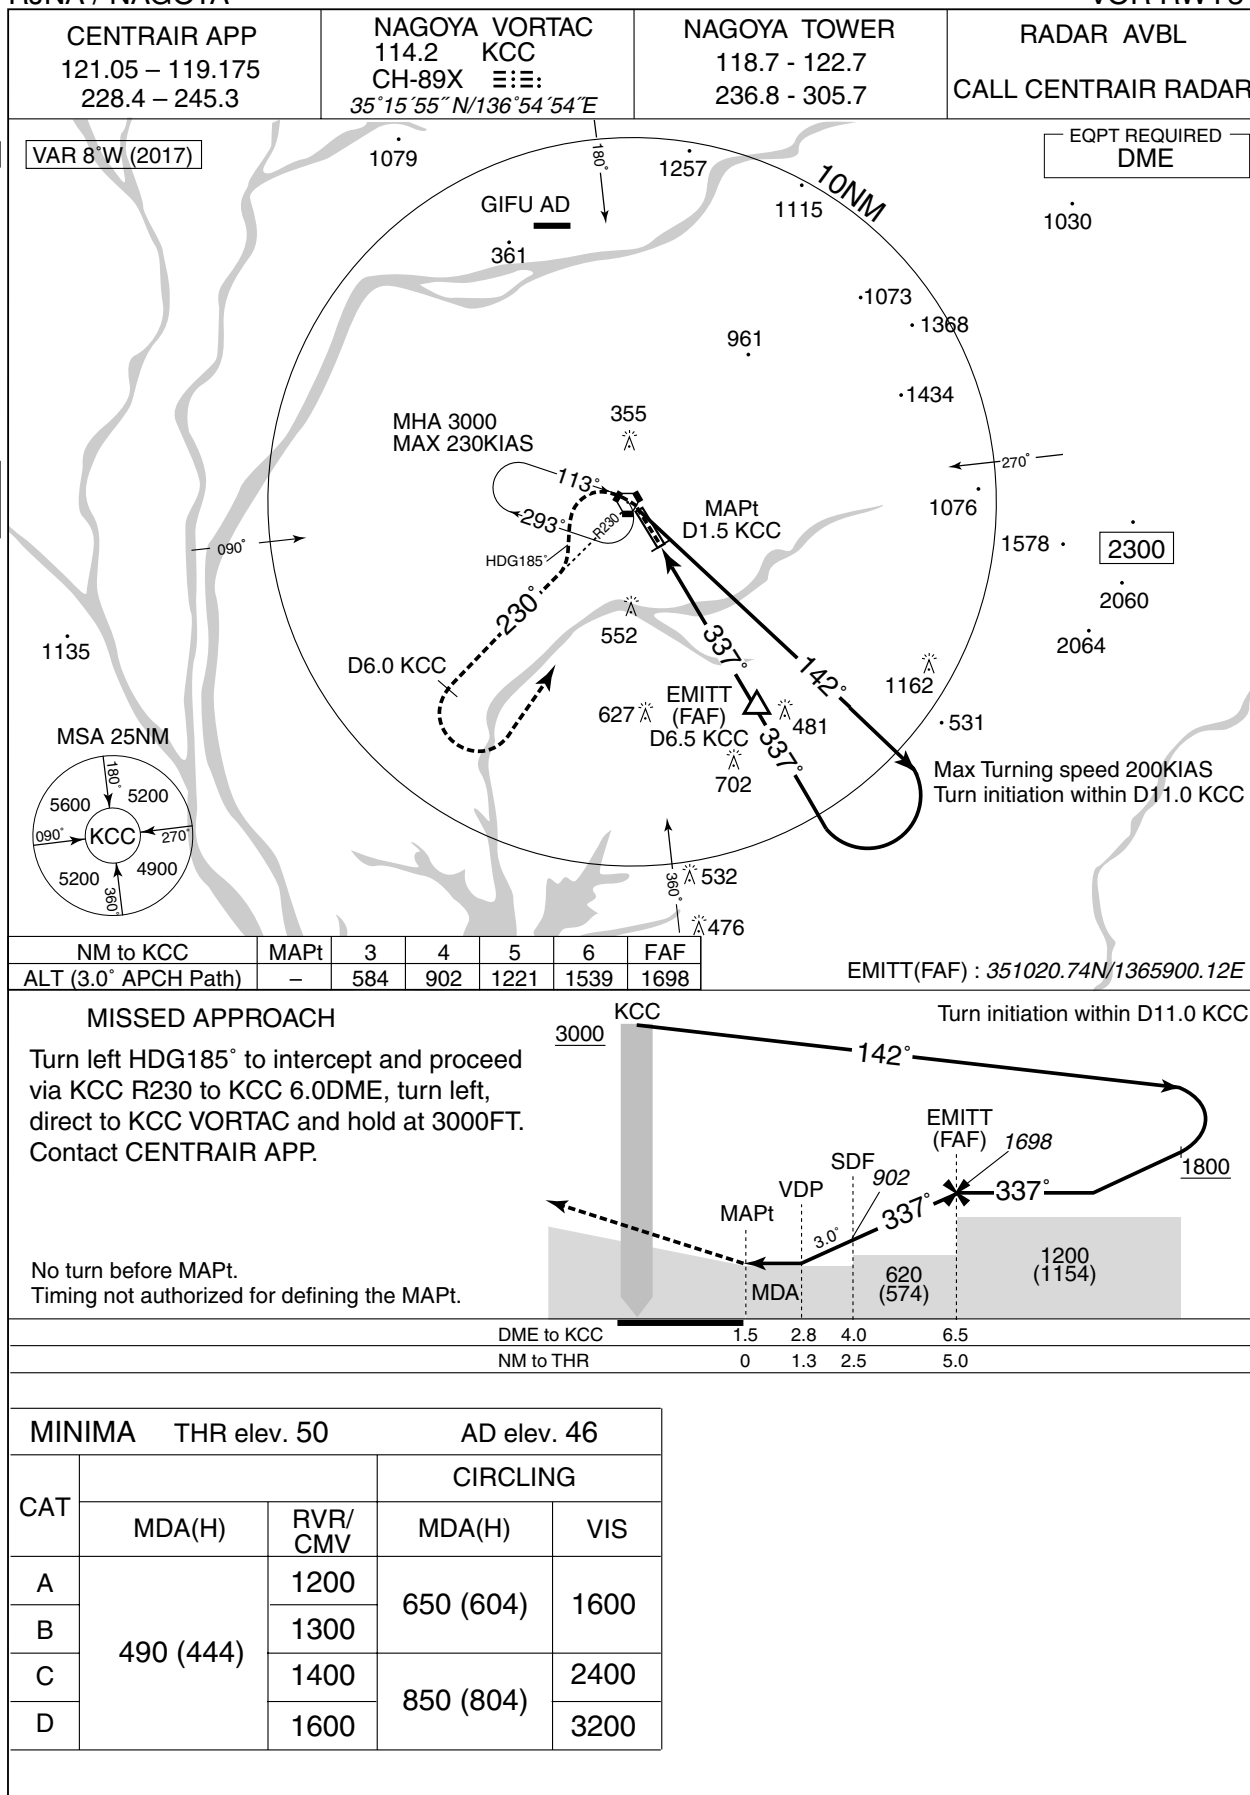 CENTRAIR APP
121.05 – 119.175
228.4 – 245.3
NAGOYA VORTAC
114.2 KCC
CH-89X
35°15´55˝ N/136°54´54˝E
NAGOYA TOWER
118.7 - 122.7
236.8 - 305.7
RADAR AVBL
CALL CENTRAIR RADAR
VAR 8°W (2017)
EQPT REQUIRED
DME
1079
180°
1257
10NM
1115
1030
GIFU AD
361
1073
1368
961
1434
355
MHA 3000
MAX 230KIAS
270°
113°
1076
MAPt
D1.5 KCC
293°
R230
1578
2300
090°
HDG185°
2060
230°
552
337°
2064
1135
D6.0 KCC
142°
1162
EMITT
(FAF)
D6.5 KCC
627
481
531
337°
702
MSA 25NM
180°
5600
5200
090°
KCC
270°
5200
4900
360°
Max Turning speed 200KIAS
Turn initiation within D11.0 KCC
360°
532
476
NM to KCC MAPt 3 4 5 6 FAF
ALT (3.0° APCH Path) – 584 902 1221 1539 1698
EMITT(FAF) : 351020.74N/1365900.12E
MISSED APPROACH
Turn left HDG185° to intercept and proceed
via KCC R230 to KCC 6.0DME, turn left,
direct to KCC VORTAC and hold at 3000FT.
Contact CENTRAIR APP.
No turn before MAPt.
Timing not authorized for defining the MAPt.
KCC
3000
Turn initiation within D11.0 KCC
142°
EMITT
(FAF)
1698
1800
SDF
902
VDP
337°
337°
MAPt
3.0°
MDA
620
(574)
1200
(1154)
DME to KCC 1.5 2.8 4.0 6.5
NM to THR 0 1.3 2.5 5.0
MINIMA THR elev. 50 AD elev. 46
CAT
CIRCLING
MDA(H)
RVR/
CMV
MDA(H)
VIS
A 1200
B 1300
C 1400
D 1600
490 (444)
650 (604) 1600
850 (804)
2400
3200